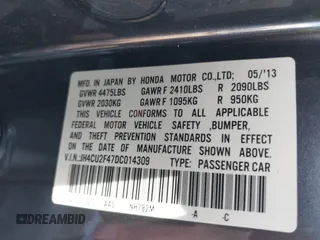 MFD. IN JAPAN BY HONDA MOTOR CO.,LTD; 05/'13
GVWR 4475LBS GAWR F 2410LBS R 2090LBS
GVWR 2030KG GAWR F 1095KG R 950KG
THIS VEHICLE CONFORMS TO ALL APPLICABLE
FEDERAL MOTOR VEHICLE SAFETY, BUMPER,
AND THEFT PREVENTION STANDARDS IN
EFFECT ON THE DATE OF MANUFACTURE
SHOWN ABOVE.
V.I.N.:JH4CU2F47DC014309 TYPE: PASSENGER CAR
NH782M -A -C
DREAMBID